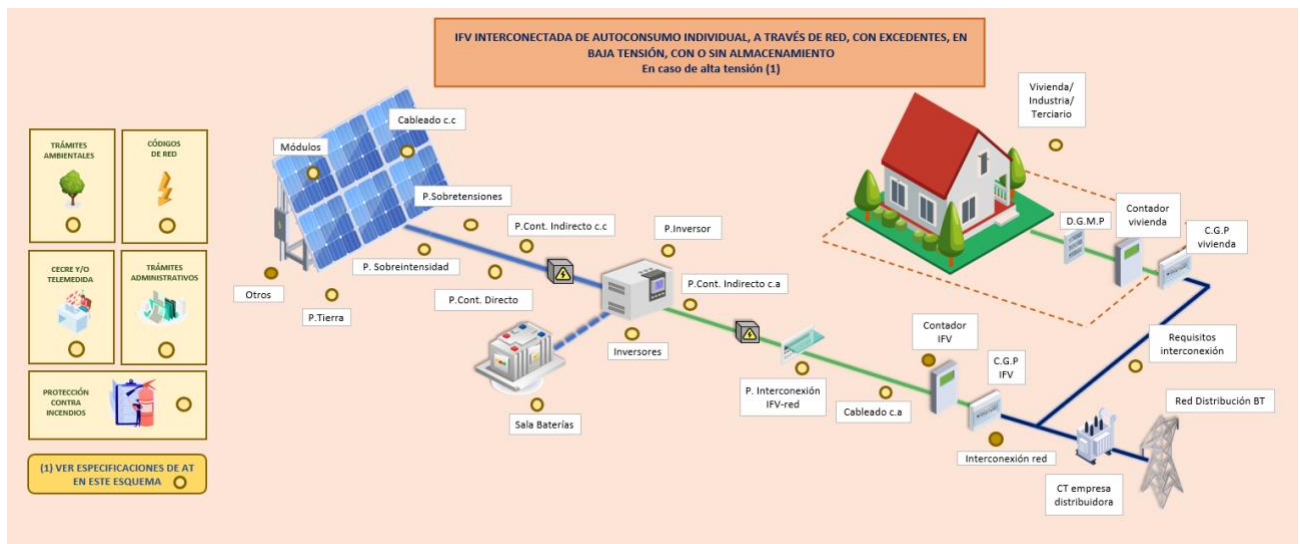 IFV INTERCONECTADA DE AUTOCONSUMO INDIVIDUAL, A TRAVÉS DE RED, CON EXCEDENTES, EN
BAJA TENSIÓN, CON O SIN ALMACENAMIENTO
En caso de alta tensión (1)
TRÁMITES
AMBIENTALES
CÓDIGOS
DE RED
CECRE Y/O
TELEMEDIDA
TRÁMITES
ADMINISTRATIVOS
PROTECCIÓN
CONTRA
INCENDIOS
(1) VER ESPECIFICACIONES DE AT
EN ESTE ESQUEMA
Cableado c.c
Módulos
P.Sobretensiones
P.Cont. Indirecto c.c
P.Inversor
P. Sobreintensidad
P.Cont. Directo
P.Cont. Indirecto c.a
Otros
P.Tierra
Inversores
Sala Baterías
P. Interconexión
IFV-red
Cableado c.a
Contador
IFV
C.G.P
IFV
Interconexión red
Vivienda/
Industria/
Terciario
D.G.M.P
Contador
vivienda
C.G.P
vivienda
Requisitos
interconexión
Red Distribución BT
CT empresa
distribuidora